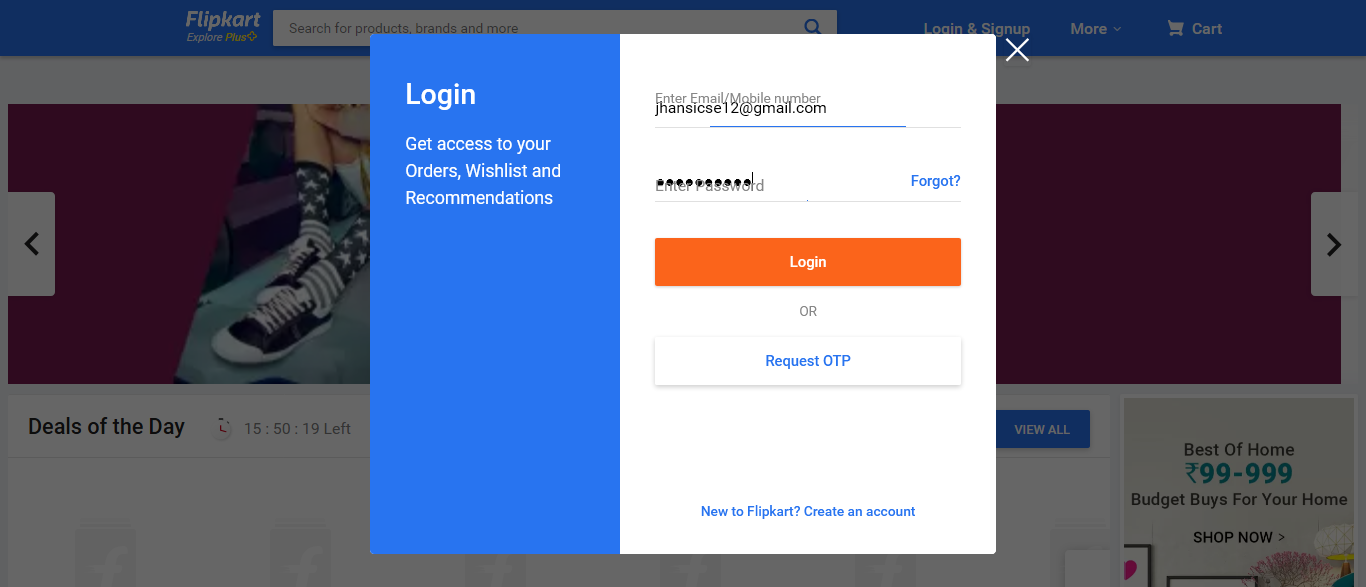 Flipkart
Explore Plus
Search for products, brands and more
Login & Signup
More
Cart
Login
Get access to your
Orders, Wishlist and
Recommendations
Enter Email/Mobile number
jhansicse12@gmail.com
Enter Password
Forgot?
Login
OR
Request OTP
New to Flipkart? Create an account
Deals of the Day
15 : 50 : 19 Left
VIEW ALL
Best Of Home
₹99-999
Budget Buys For Your Home
SHOP NOW >